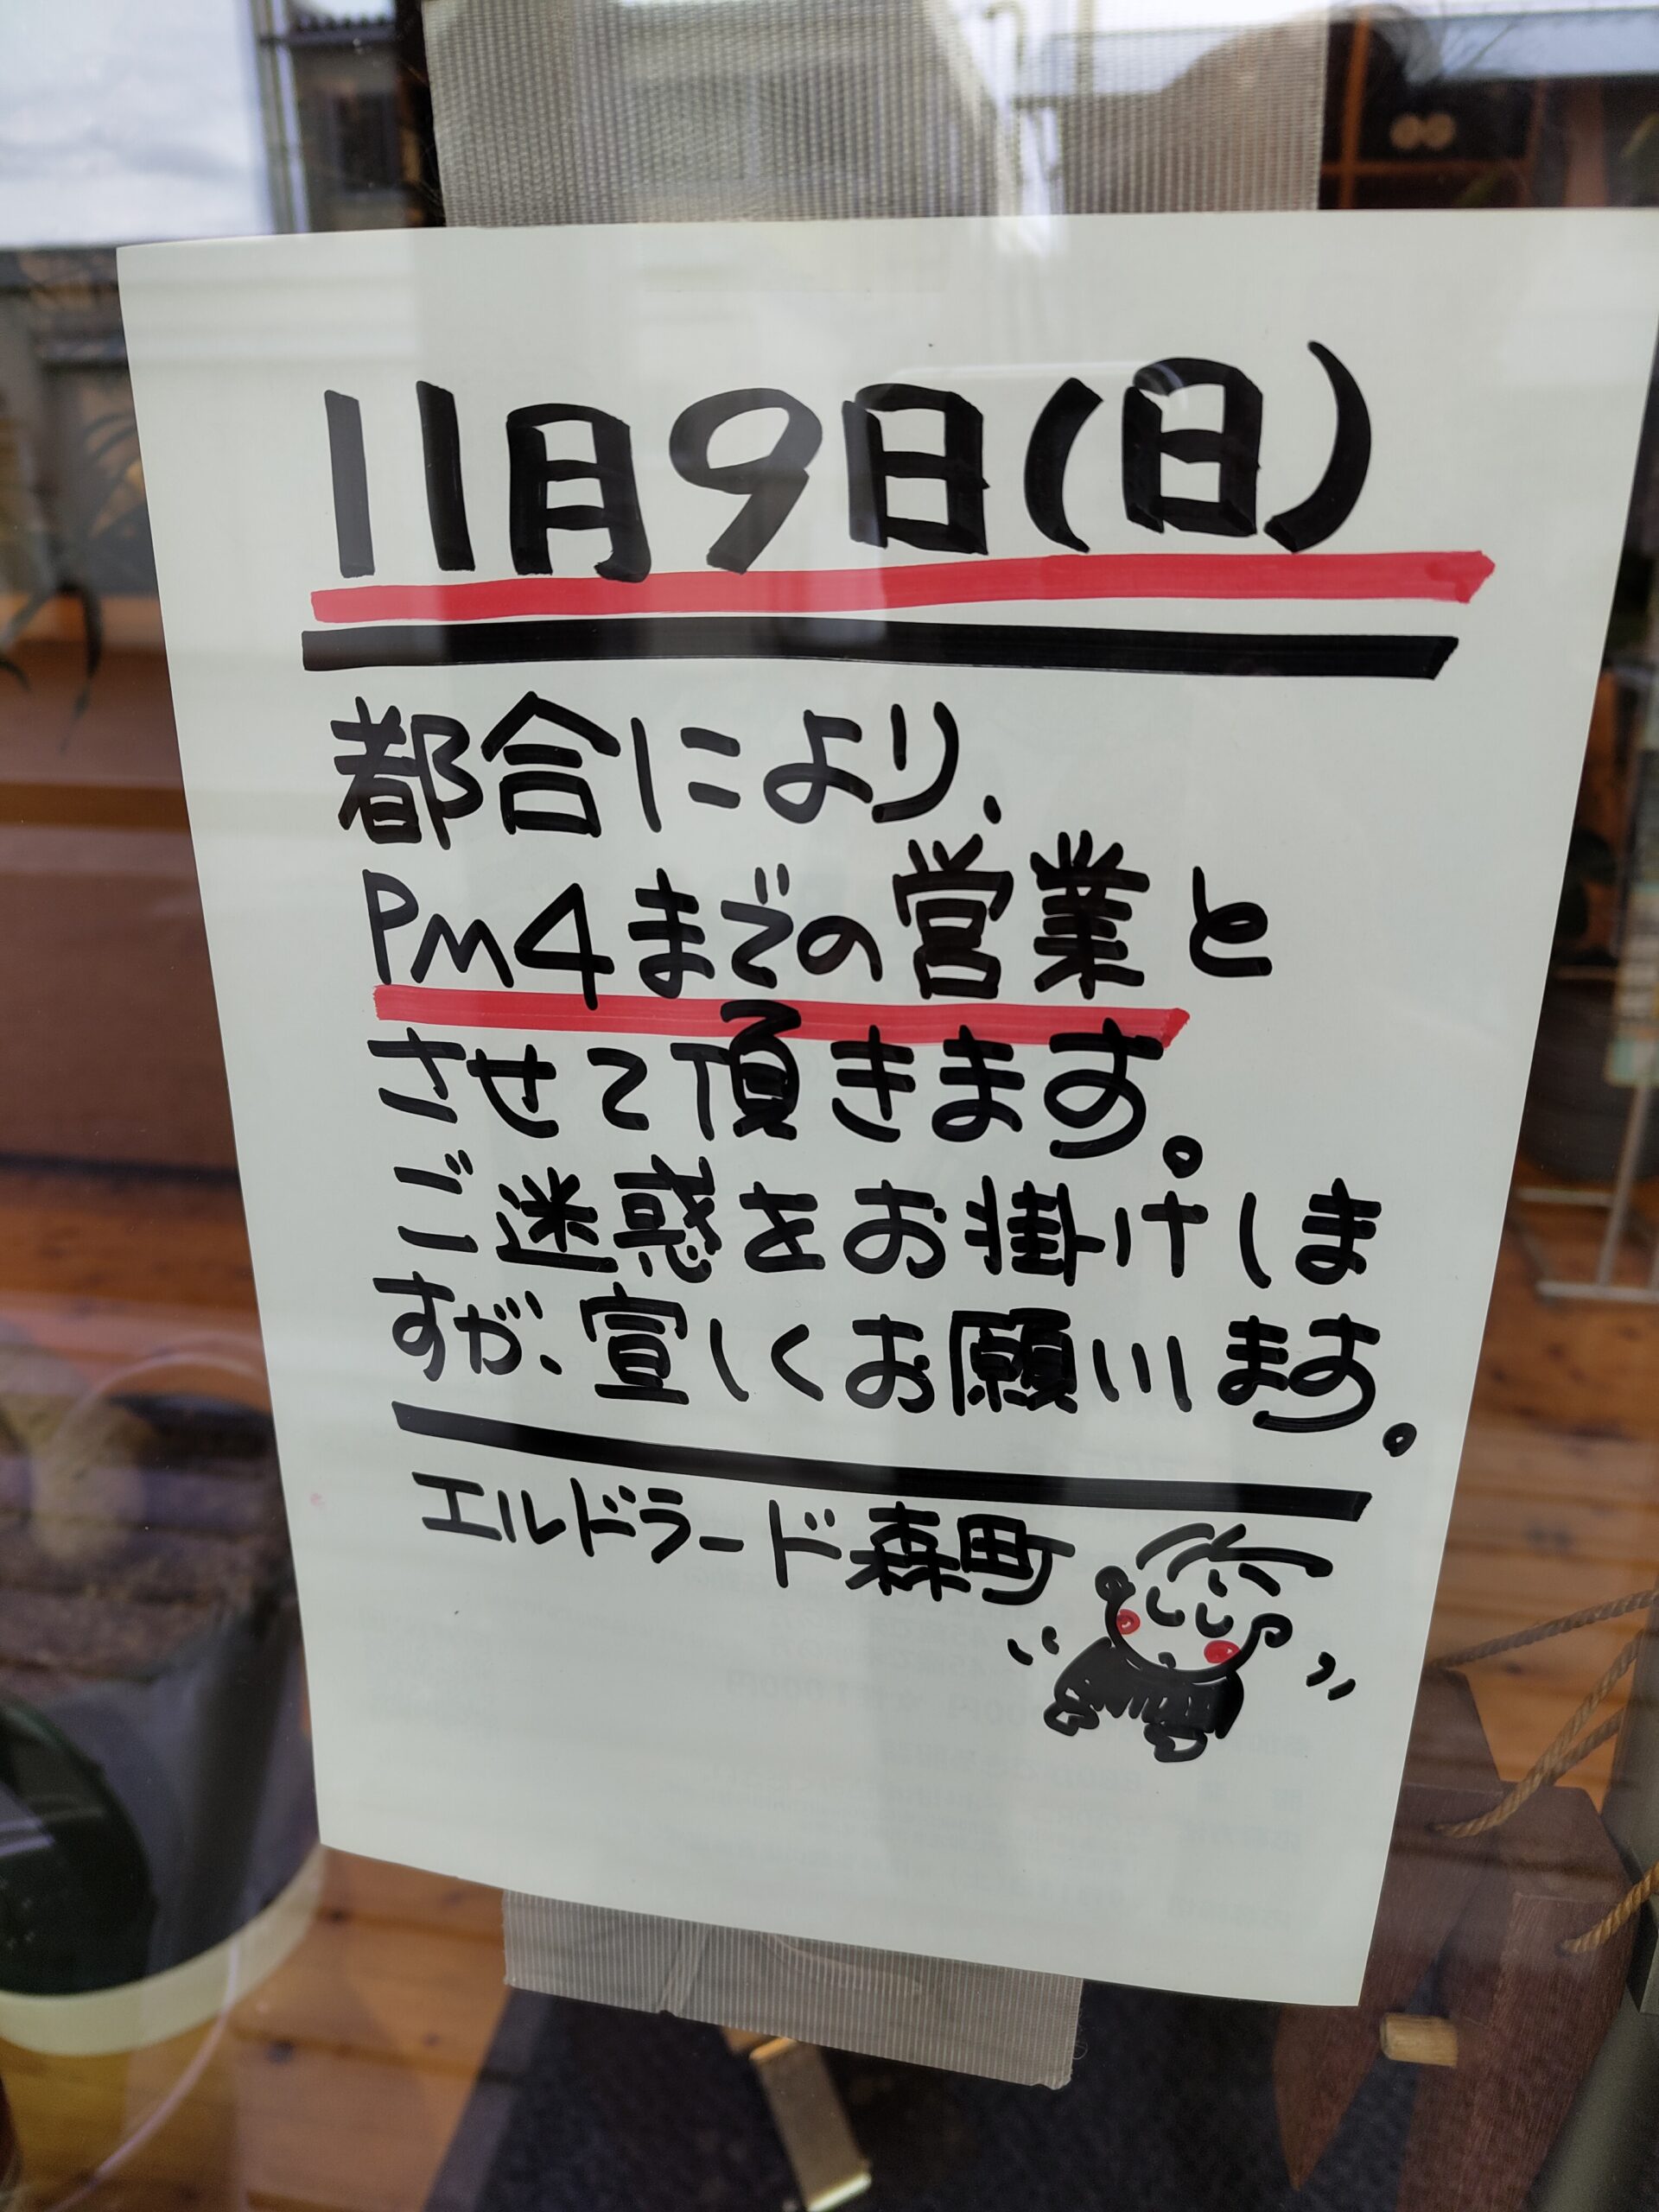 11月9日(日)
都合により、
PM4までの営業と
させて頂きます。
ご迷惑をお掛けしま
すが、宜しくお願いします。
エルドラード森町